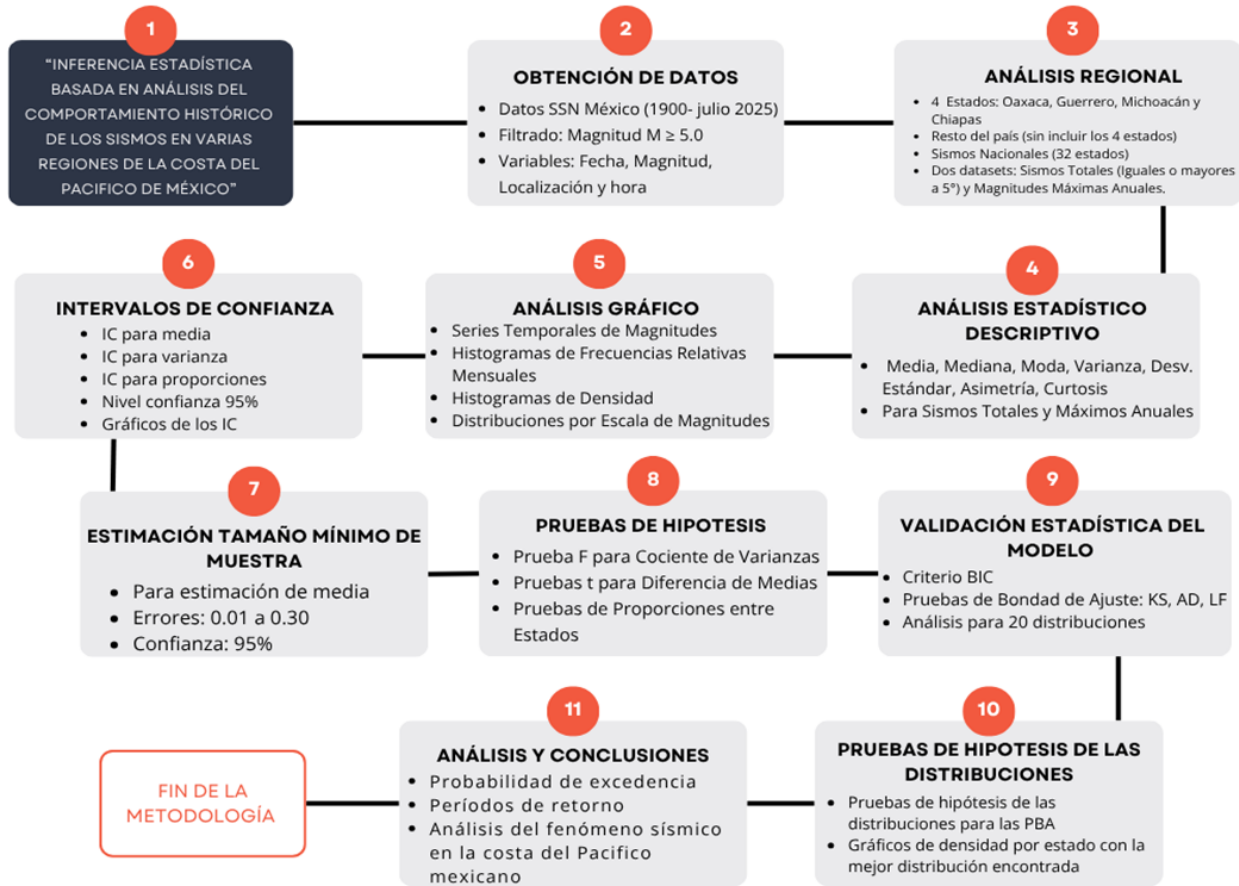 1
“INFERENCIA ESTADÍSTICA
BASADA EN ANÁLISIS DEL
COMPORTAMIENTO HISTÓRICO
DE LOS SISMOS EN VARIAS
REGIONES DE LA COSTA DEL
PACIFICO DE MÉXICO”
2
OBTENCIÓN DE DATOS
• Datos SSN México (1900- julio 2025)
• Filtrado: Magnitud M ≥ 5.0
• Variables: Fecha, Magnitud,
Localización y hora
3
ANÁLISIS REGIONAL
• 4 Estados: Oaxaca, Guerrero, Michoacán y
Chiapas
• Resto del país (sin incluir los 4 estados)
• Sismos Nacionales (32 estados)
• Dos datasets: Sismos Totales (Iguales o mayores
a 5°) y Magnitudes Máximas Anuales.
4
ANÁLISIS ESTADÍSTICO
DESCRIPTIVO
• Media, Mediana, Moda, Varianza, Desv.
Estándar, Asimetría, Curtosis
• Para Sismos Totales y Máximos Anuales
5
ANÁLISIS GRÁFICO
• Series Temporales de Magnitudes
• Histogramas de Frecuencias Relativas
Mensuales
• Histogramas de Densidad
• Distribuciones por Escala de Magnitudes
6
INTERVALOS DE CONFIANZA
• IC para media
• IC para varianza
• IC para proporciones
• Nivel confianza 95%
• Gráficos de los IC
7
ESTIMACIÓN TAMAÑO MÍNIMO DE
MUESTRA
• Para estimación de media
• Errores: 0.01 a 0.30
• Confianza: 95%
8
PRUEBAS DE HIPOTESIS
• Prueba F para Cociente de Varianzas
• Pruebas t para Diferencia de Medias
• Pruebas de Proporciones entre
Estados
9
VALIDACIÓN ESTADÍSTICA DEL
MODELO
• Criterio BIC
• Pruebas de Bondad de Ajuste: KS, AD, LF
• Análisis para 20 distribuciones
10
PRUEBAS DE HIPOTESIS DE LAS
DISTRIBUCIONES
• Pruebas de hipótesis de las
distribuciones para las PBA
• Gráficos de densidad por estado con la
mejor distribución encontrada
11
ANÁLISIS Y CONCLUSIONES
• Probabilidad de excedencia
• Períodos de retorno
• Análisis del fenómeno sísmico
en la costa del Pacifico
mexicano
FIN DE LA
METODOLOGÍA